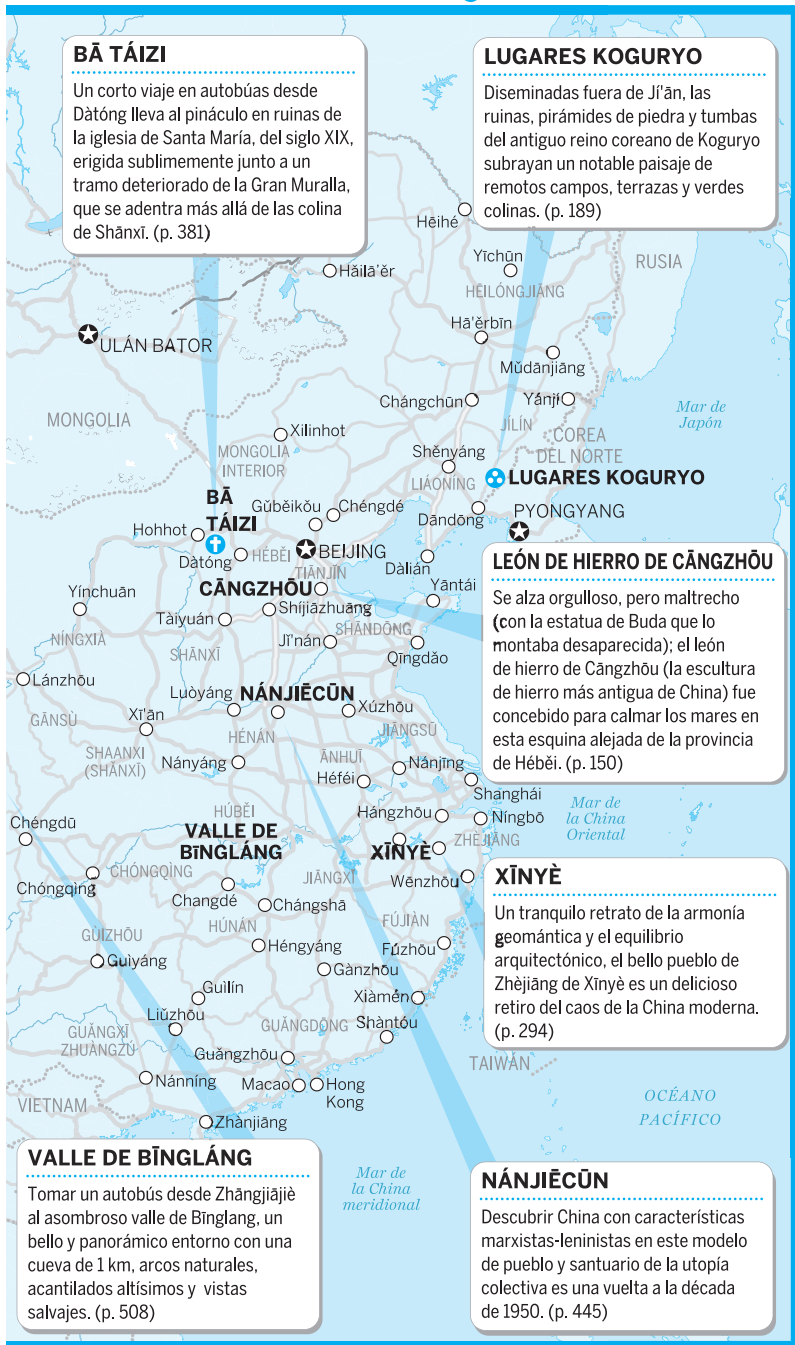 BĀ TÁIZI
Un corto viaje en autobúas desde
Dàtóng lleva al pináculo en ruinas de
la iglesia de Santa María, del siglo XIX,
erigida sublimemente junto a un
tramo deteriorado de la Gran Muralla,
que se adentra más allá de las colina
de Shānxī. (p. 381)
LUGARES KOGURYO
Diseminadas fuera de Jí'ān, las
ruinas, pirámides de piedra y tumbas
del antiguo reino coreano de Koguryo
subrayan un notable paisaje de
remotos campos, terrazas y verdes
colinas. (p. 189)
Hēihé
Yīchūn
RUSIA
Hǎilā'ěr
HĒILÓNGJIĀNG
Hā'ěrbīn
ULÁN BATOR
Mǔdānjiāng
Chángchūn
Yánjí
Mar de
Japón
MONGOLIA
JÍLÍN
Xilinhot
COREA
DEL NORTE
MONGOLIA
INTERIOR
Shěnyáng
LUGARES KOGURYO
LIÁONÍNG
BĀ
TÁIZI
Gǔběikǒu
Chéngdé
Dāndōng
PYONGYANG
Hohhot
HÉBĚI
BEIJING
Dàtóng
TIĀNJĪN
Dàlián
CĀNGZHŌU
Yāntái
Yínchuān
Shíjiāzhuāng
Tàiyuán
SHĀNDŌNG
NÍNGXIÀ
Jǐ'nán
Qīngdǎo
SHĀNXĪ
LEÓN DE HIERRO DE CĀNGZHŌU
Se alza orgulloso, pero maltrecho
(con la estatua de Buda que lo
montaba desaparecida); el león
de hierro de Cāngzhōu (la escultura
de hierro más antigua de China) fue
concebido para calmar los mares en
esta esquina alejada de la provincia
de Héběi. (p. 150)
Lánzhōu
Luòyáng
NÁNJIĒCŪN
Xúzhōu
GĀNSÙ
Xī'ān
HÉNÁN
JIĀNGSŪ
SHAANXI
(SHĀNXĪ)
Nányáng
ĀNHUĪ
Nánjīng
Héféi
Shanghái
HÚBĚI
Hángzhōu
Níngbō
Mar de
la China
Oriental
Chéngdū
VALLE DE
BĪNGLÁNG
XĪNYÈ
ZHÈJIĀNG
CHÓNGQÌNG
Chóngqìng
JIĀNGXĪ
Wēnzhōu
Changdé
Chángshā
HÚNÁN
FÚJIÀN
GÙIZHŌU
Guìyáng
Héngyáng
Fúzhōu
Gànzhōu
Guìlín
Xiàmén
Liǔzhōu
GUǍNGDŌNG
Shàntóu
GUǍNGXĪ
ZHUÀNGZÚ
Guǎngzhōu
Nánníng
Macao
Hong
Kong
VIETNAM
Zhànjiāng
TAIWÁN
OCÉANO
PACÍFICO
XĪNYÈ
Un tranquilo retrato de la armonía
geomántica y el equilibrio
arquitectónico, el bello pueblo de
Zhèjiāng de Xīnyè es un delicioso
retiro del caos de la China moderna.
(p. 294)
VALLE DE BĪNGLÁNG
Tomar un autobús desde Zhāngjiājiè
al asombroso valle de Bīnglang, un
bello y panorámico entorno con una
cueva de 1 km, arcos naturales,
acantilados altísimos y vistas
salvajes. (p. 508)
Mar de
la China
meridional
NÁNJIĒCŪN
Descubrir China con características
marxistas-leninistas en este modelo
de pueblo y santuario de la utopía
colectiva es una vuelta a la década
de 1950. (p. 445)